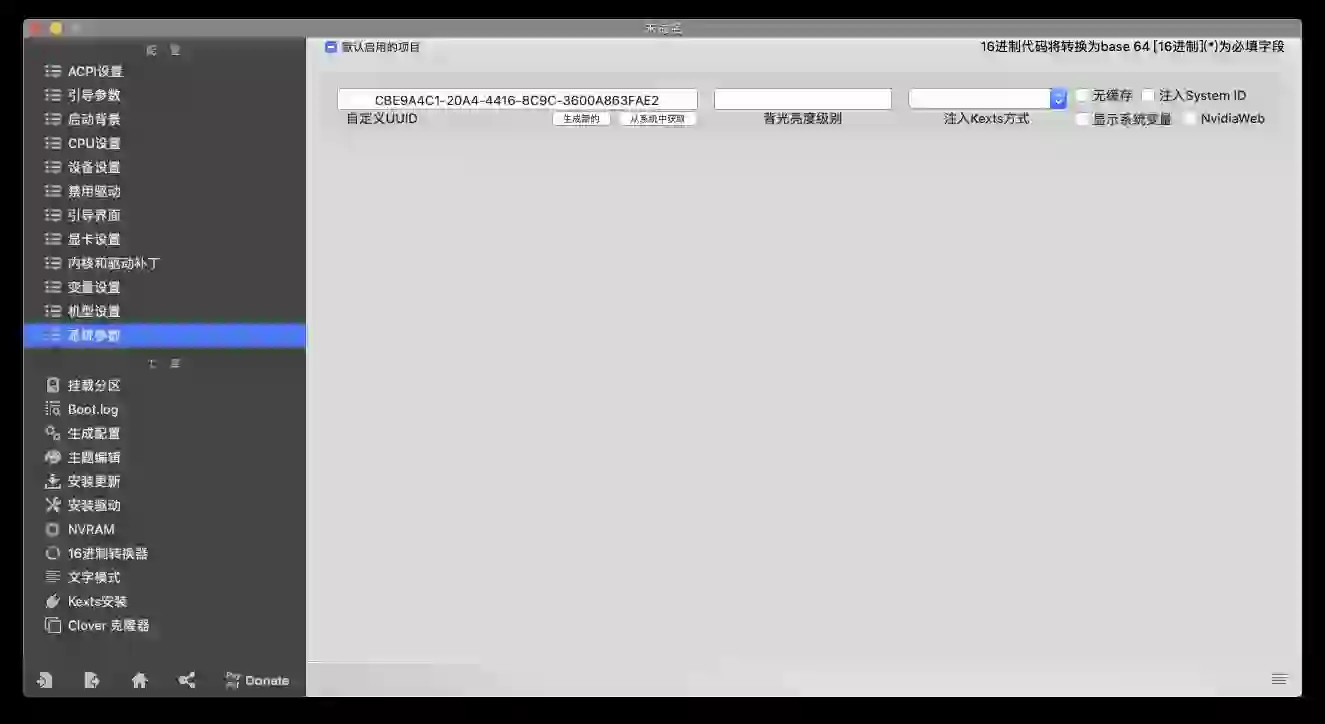 未命名
配 置
ACPI设置
引导参数
启动背景
CPU设置
设备设置
禁用驱动
引导界面
显卡设置
内核和驱动补丁
变量设置
机型设置
系统参数
工 具
挂载分区
Boot.log
生成配置
主题编辑
安装更新
安装驱动
NVRAM
16进制转换器
文字模式
Kexts安装
Clover 克隆器
Donate
默认启用的项目
16进制代码将转换为base 64 [16进制](*)为必填字段
CBE9A4C1-20A4-4416-8C9C-3600A863FAE2
无缓存 注入System ID
自定义UUID 生成新的 从系统中获取 背光亮度级别 注入Kexts方式 显示系统变量 NvidiaWeb